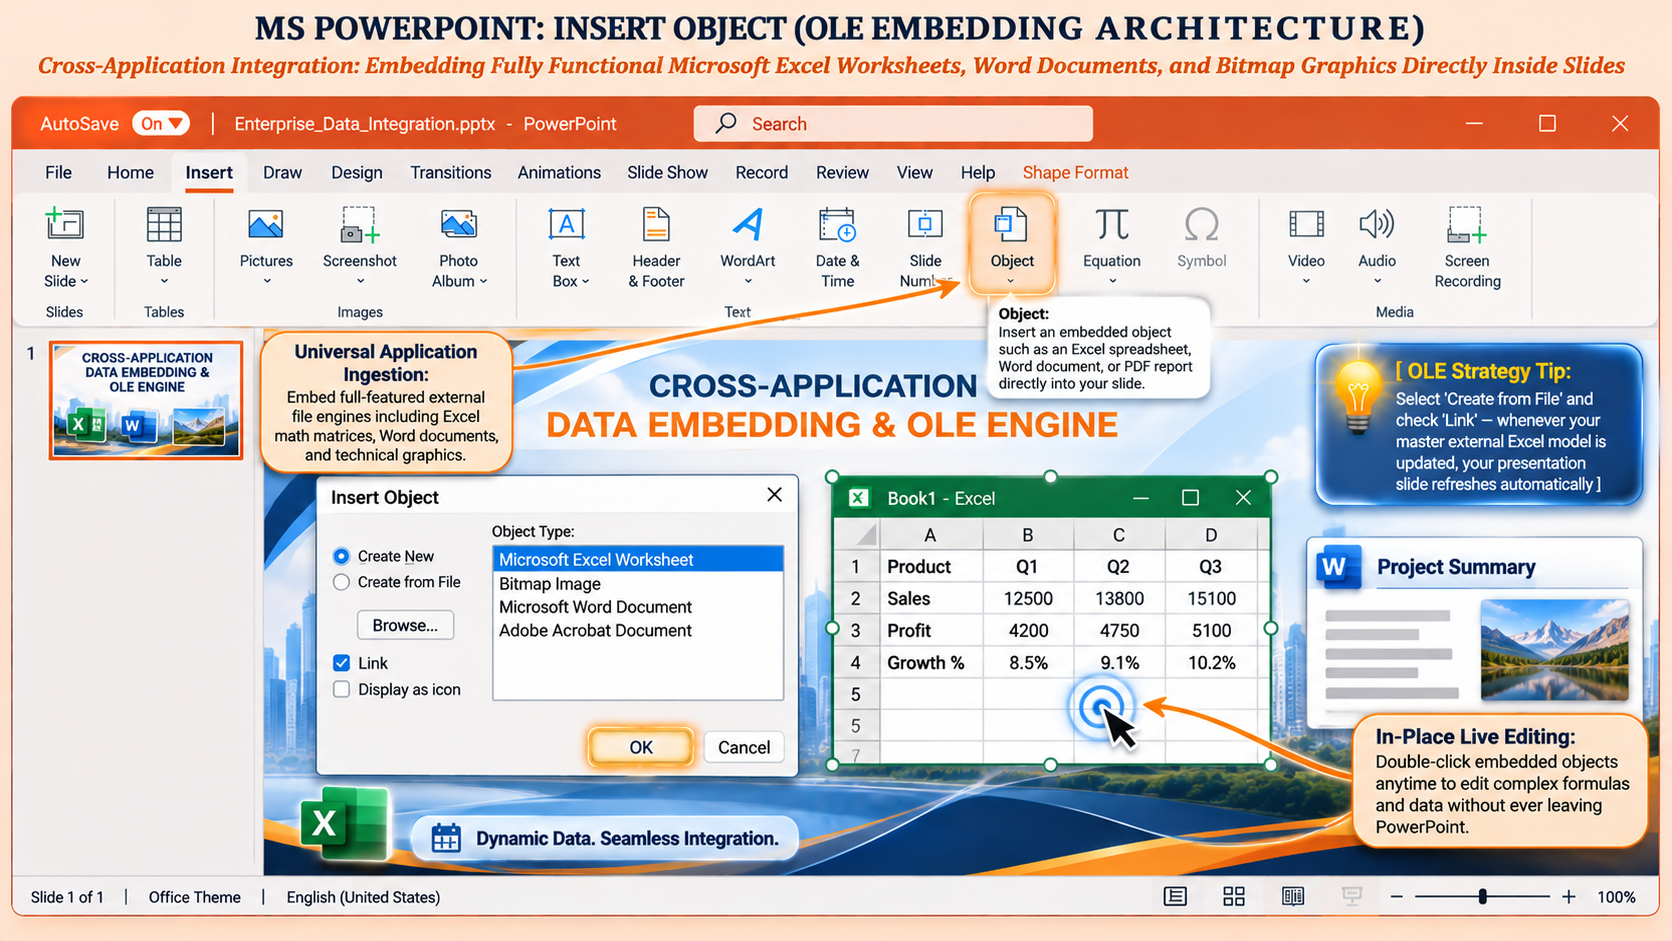 MS POWERPOINT: INSERT OBJECT (OLE EMBEDDING ARCHITECTURE)
Cross-Application Integration: Embedding Fully Functional Microsoft Excel Worksheets, Word Documents, and Bitmap Graphics Directly Inside Slides
AutoSave On Enterprise_Data_Integration.pptx - PowerPoint Search
File Home Insert Draw Design Transitions Animations Slide Show Record Review View Help Shape Format
New Slide
Table
Pictures
Screenshot
Photo Album
Text Box
Header & Footer
WordArt
Date & Time
Slide Number
Object
Equation
Symbol
Video
Audio
Screen Recording
Slides Tables Images Text Media
Object:
Insert an embedded object
such as an Excel spreadsheet,
Word document, or PDF report
directly into your slide.
1
CROSS-APPLICATION
DATA EMBEDDING &
OLE ENGINE
X
W
Universal Application
Ingestion:
Embed full-featured external
file engines including Excel
math matrices, Word documents,
and technical graphics.
CROSS-APPLICATION
DATA EMBEDDING & OLE ENGINE
[ OLE Strategy Tip:
Select 'Create from File' and
check 'Link' – whenever your
master external Excel model is
updated, your presentation
slide refreshes automatically ]
Insert Object
Create New
Create from File
Browse...
Link
Display as icon
Object Type:
Microsoft Excel Worksheet
Bitmap Image
Microsoft Word Document
Adobe Acrobat Document
OK Cancel
X Book1 - Excel
A B C D
1 Product Q1 Q2 Q3
2 Sales 12500 13800 15100
3 Profit 4200 4750 5100
4 Growth % 8.5% 9.1% 10.2%
5
5
7
W Project Summary
In-Place Live Editing:
Double-click embedded objects
anytime to edit complex formulas
and data without ever leaving
PowerPoint.
X
Dynamic Data. Seamless Integration.
Slide 1 of 1 Office Theme English (United States) 100%